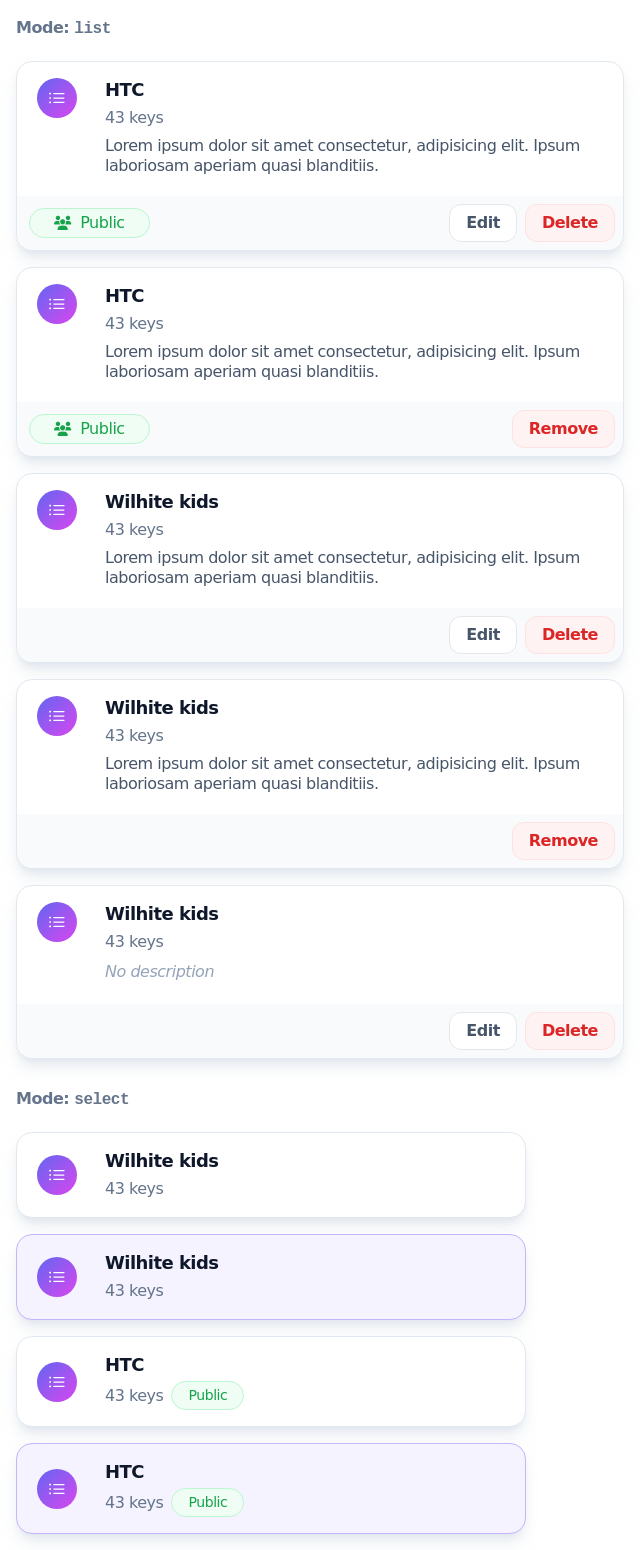 Mode: list
HTC
43 keys
Lorem ipsum dolor sit amet consectetur, adipisicing elit. Ipsum
laboriosam aperiam quasi blanditiis.
Public Edit Delete
HTC
43 keys
Lorem ipsum dolor sit amet consectetur, adipisicing elit. Ipsum
laboriosam aperiam quasi blanditiis.
Public Remove
Wilhite kids
43 keys
Lorem ipsum dolor sit amet consectetur, adipisicing elit. Ipsum
laboriosam aperiam quasi blanditiis.
Edit Delete
Wilhite kids
43 keys
Lorem ipsum dolor sit amet consectetur, adipisicing elit. Ipsum
laboriosam aperiam quasi blanditiis.
Remove
Wilhite kids
43 keys
No description
Edit Delete
Mode: select
Wilhite kids
43 keys
Wilhite kids
43 keys
HTC
43 keys Public
HTC
43 keys Public